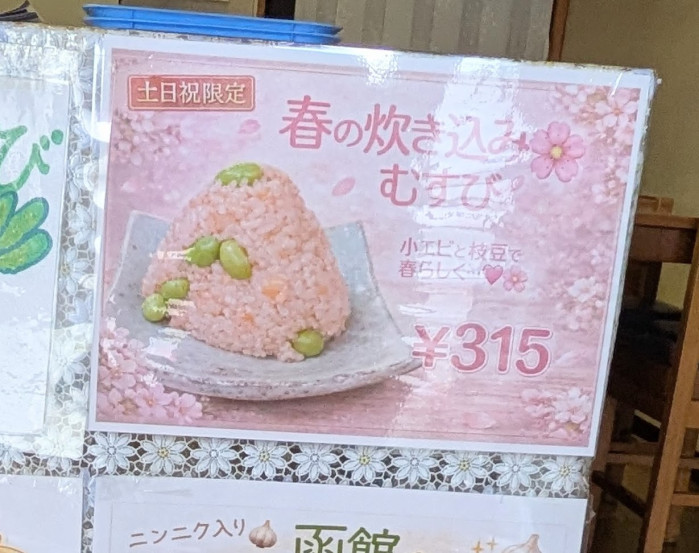 土日祝限定
春の炊き込み
むすび
小エビと枝豆で
春らしく…
¥315
び
ニンニク入り
函館